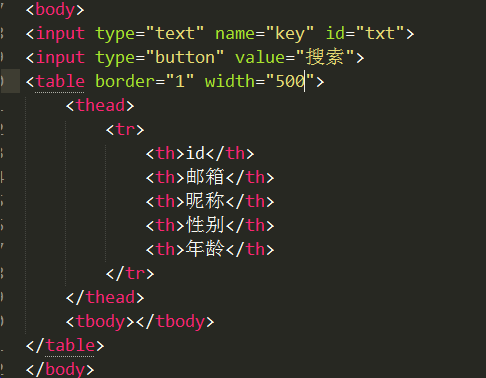 <body>
<input type="text" name="key" id="txt">
<input type="button" value="搜索">
<table border="1" width="500">
<thead>
<tr>
<th>id</th>
<th>邮箱</th>
<th>昵称</th>
<th>性别</th>
<th>年龄</th>
</tr>
</thead>
<tbody></tbody>
</table>
</body>